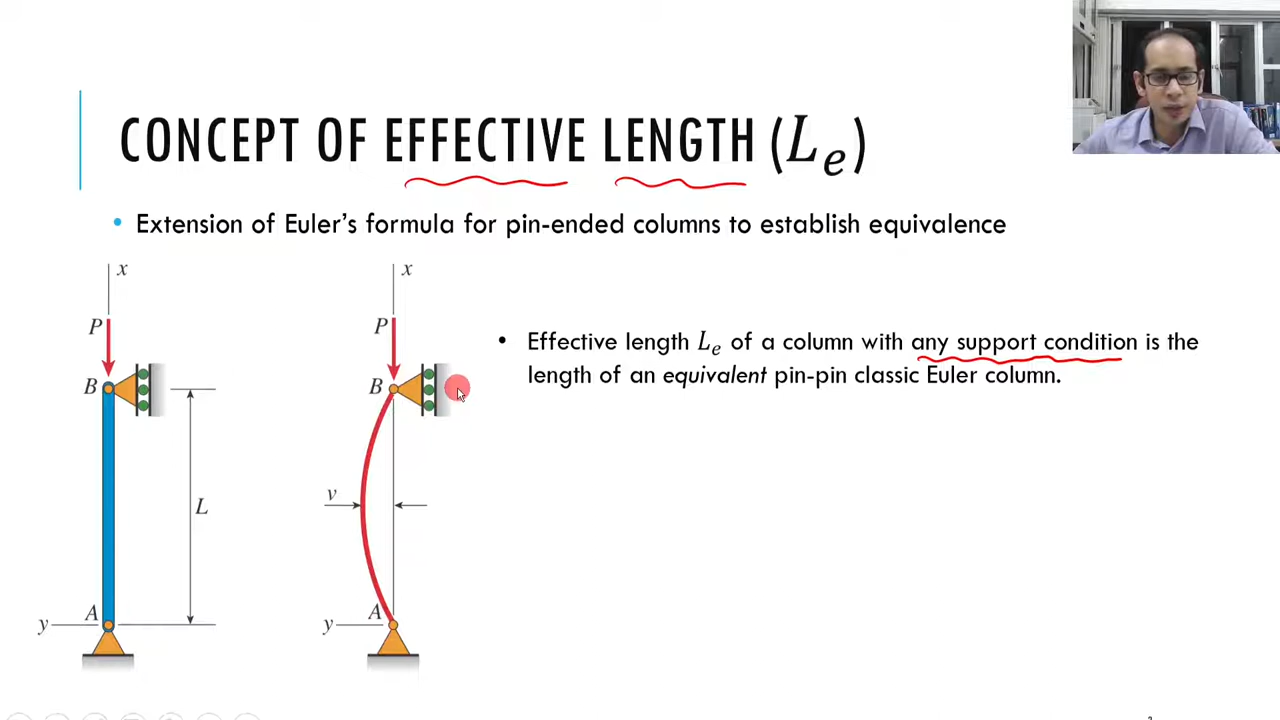 CONCEPT OF EFFECTIVE LENGTH (Lₑ)
• Extension of Euler's formula for pin-ended columns to establish equivalence
x
P
B
L
A
y
x
P
B
v
A
y
• Effective length Lₑ of a column with any support condition is the
length of an equivalent pin-pin classic Euler column.